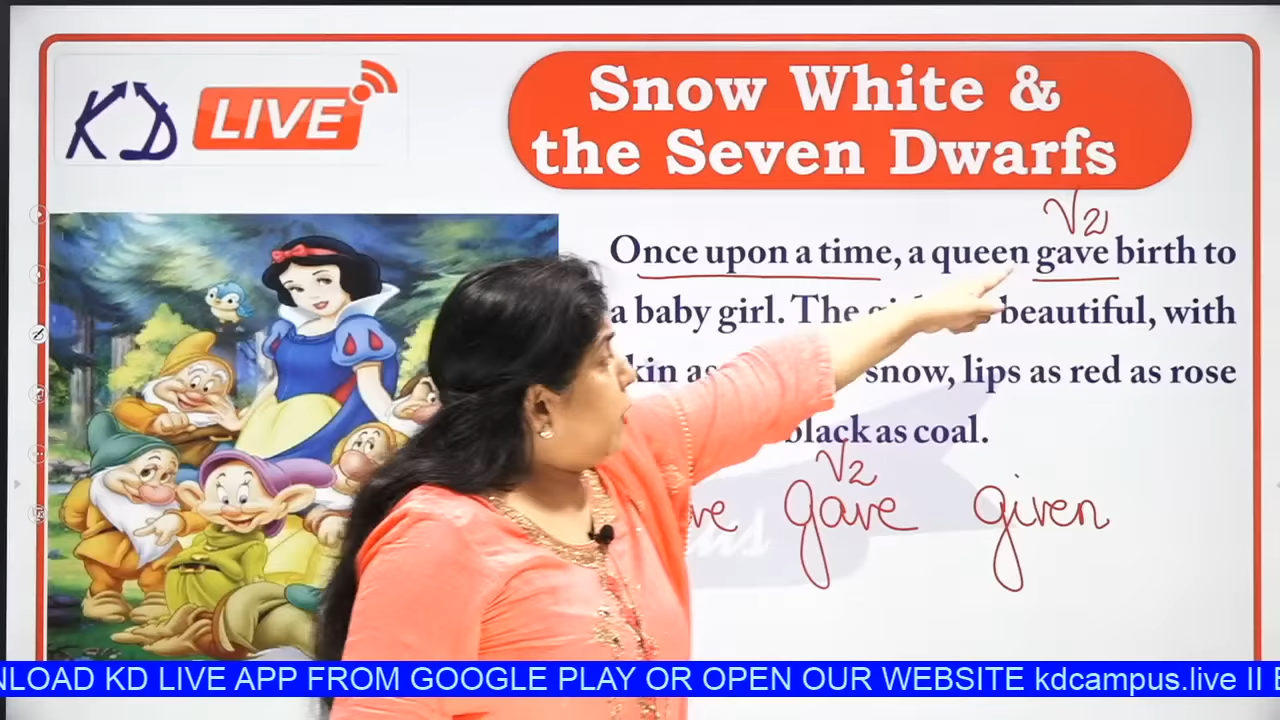 KD LIVE
Snow White &
the Seven Dwarfs
V2
Once upon a time, a queen gave birth to
a baby girl. The beautiful, with
snow, lips as red as rose
black as coal.
V2
gave given
NLOAD KD LIVE APP FROM GOOGLE PLAY OR OPEN OUR WEBSITE kdcampus.live II E